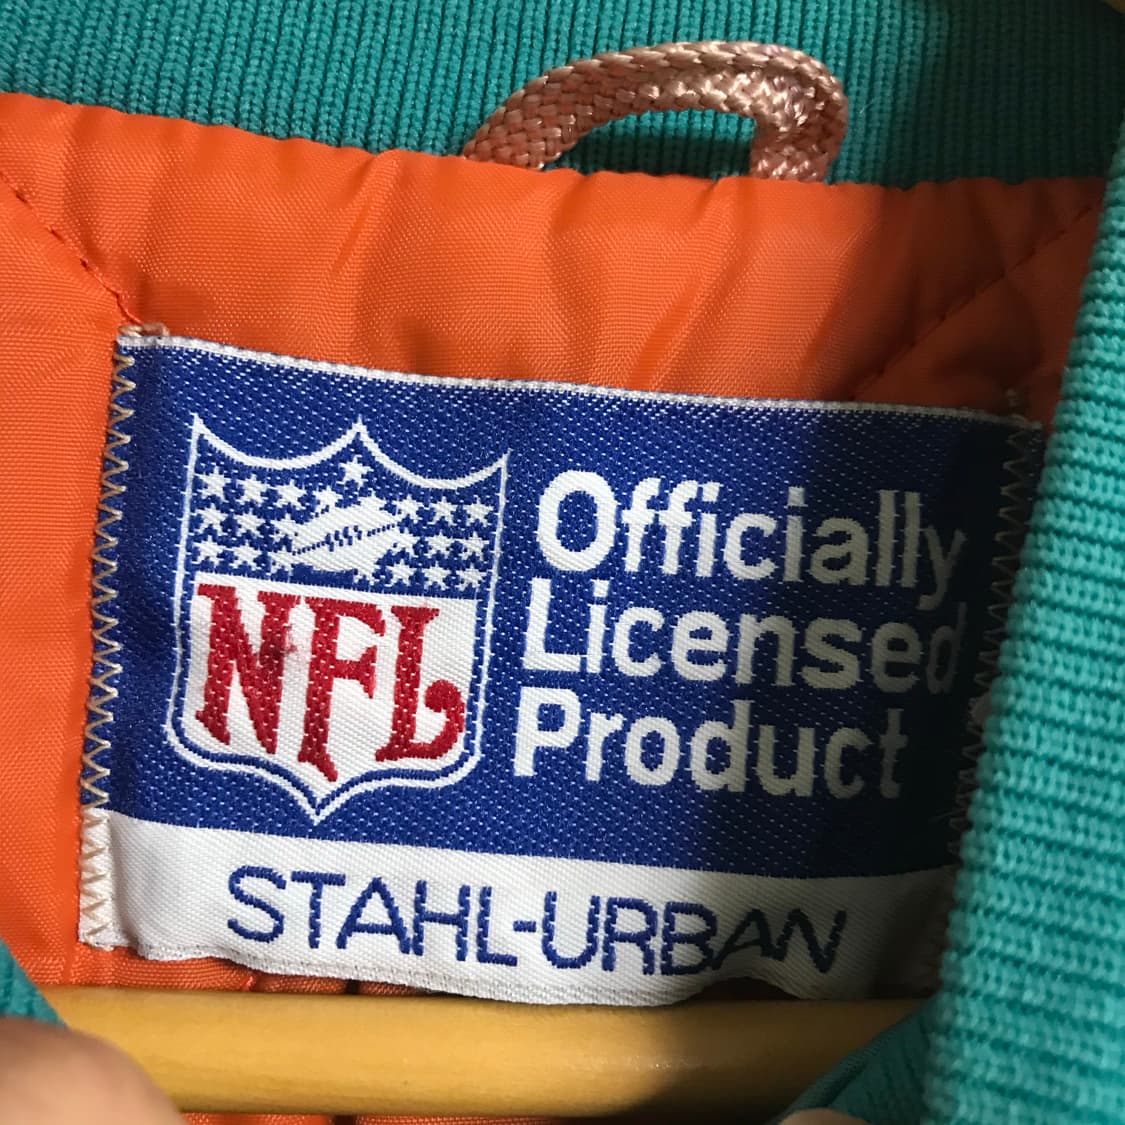 NFL
Officially
Licensed
Product
STAHL-URBAN